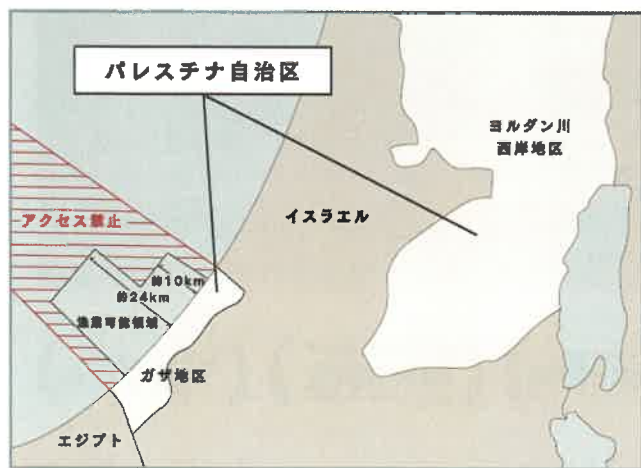 パレスチナ自治区
ヨルダン川
西岸地区
イスラエル
アクセス禁止
約10km
約24km
漁業可能領域
ガザ地区
エジプト